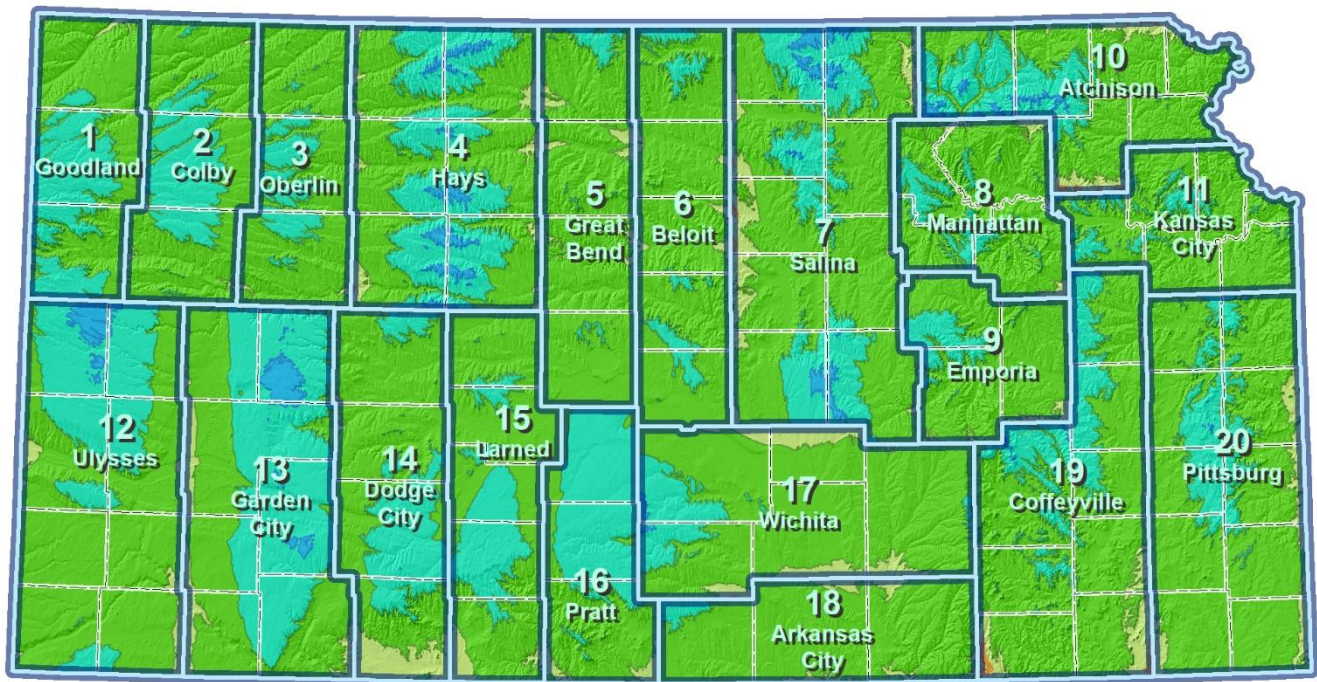 1
Goodland
2
Colby
3
Oberlin
4
Hays
5
Great
Bend
6
Beloit
7
Salina
8
Manhattan
9
Emporia
10
Atchison
11
Kansas
City
12
Ulysses
13
Garden
City
14
Dodge
City
15
Larned
16
Pratt
17
Wichita
18
Arkansas
City
19
Coffeyville
20
Pittsburg